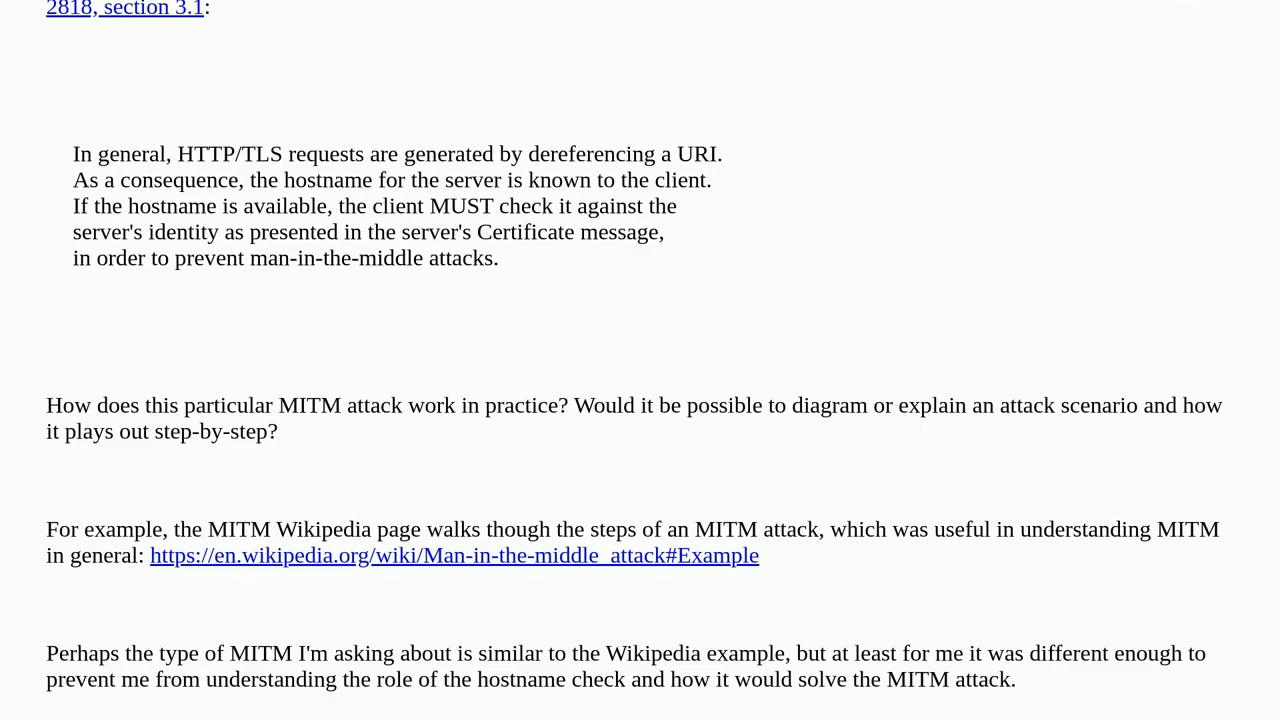 2818, section 3.1:
In general, HTTP/TLS requests are generated by dereferencing a URI.
As a consequence, the hostname for the server is known to the client.
If the hostname is available, the client MUST check it against the
server's identity as presented in the server's Certificate message,
in order to prevent man-in-the-middle attacks.
How does this particular MITM attack work in practice? Would it be possible to diagram or explain an attack scenario and how
it plays out step-by-step?
For example, the MITM Wikipedia page walks though the steps of an MITM attack, which was useful in understanding MITM
in general: https://en.wikipedia.org/wiki/Man-in-the-middle_attack#Example
Perhaps the type of MITM I'm asking about is similar to the Wikipedia example, but at least for me it was different enough to
prevent me from understanding the role of the hostname check and how it would solve the MITM attack.